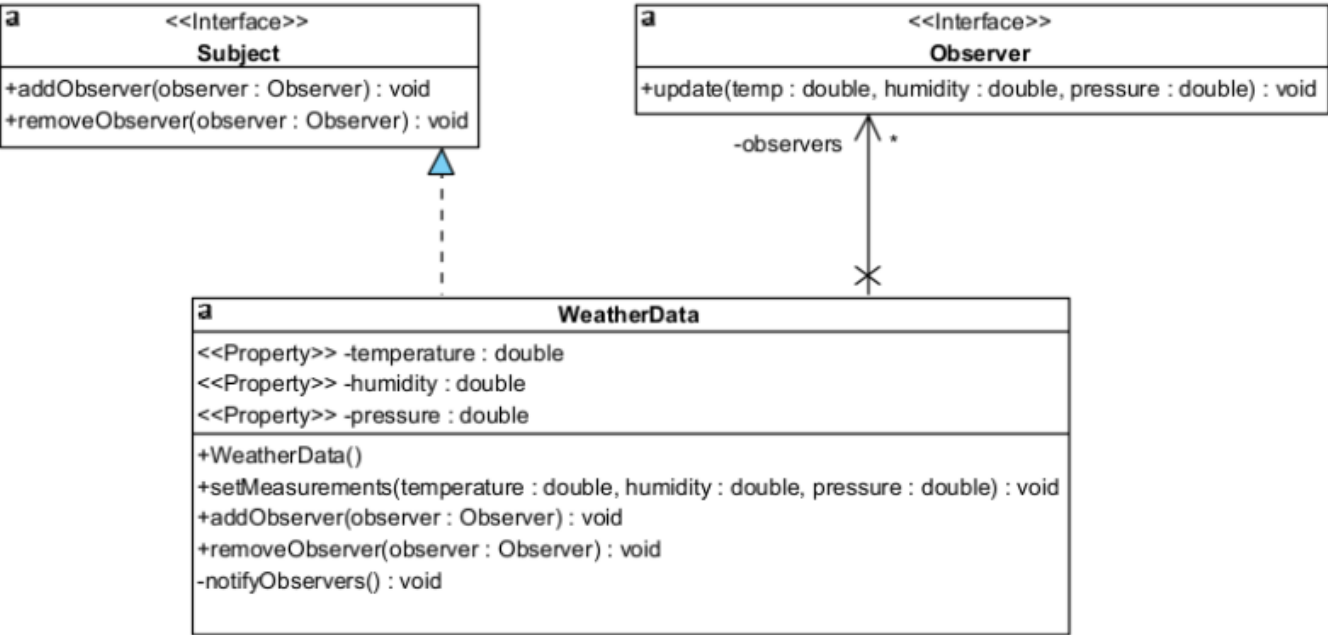 a
<<Interface>>
Subject
+addObserver(observer : Observer) : void
+removeObserver(observer : Observer) : void
a
<<Interface>>
Observer
+update(temp : double, humidity : double, pressure : double) : void
-observers
*
a
WeatherData
<<Property>> -temperature : double
<<Property>> -humidity : double
<<Property>> -pressure : double
+WeatherData()
+setMeasurements(temperature : double, humidity : double, pressure : double) : void
+addObserver(observer : Observer) : void
+removeObserver(observer : Observer) : void
-notifyObservers() : void